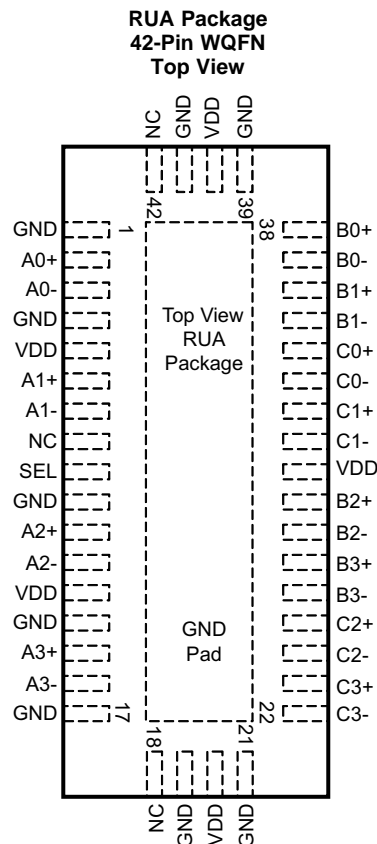 RUA Package
42-Pin WQFN
Top View
NC
GND
VDD
GND
42
39
GND
1
38
B0+
A0+
B0-
A0-
B1+
GND
B1-
VDD
C0+
A1+
C0-
A1-
C1+
NC
C1-
SEL
VDD
GND
B2+
A2+
B2-
A2-
B3+
VDD
B3-
GND
C2+
A3+
C2-
A3-
C3+
GND
17
22
C3-
Top View
RUA
Package
GND
Pad
18
21
NC
GND
VDD
GND